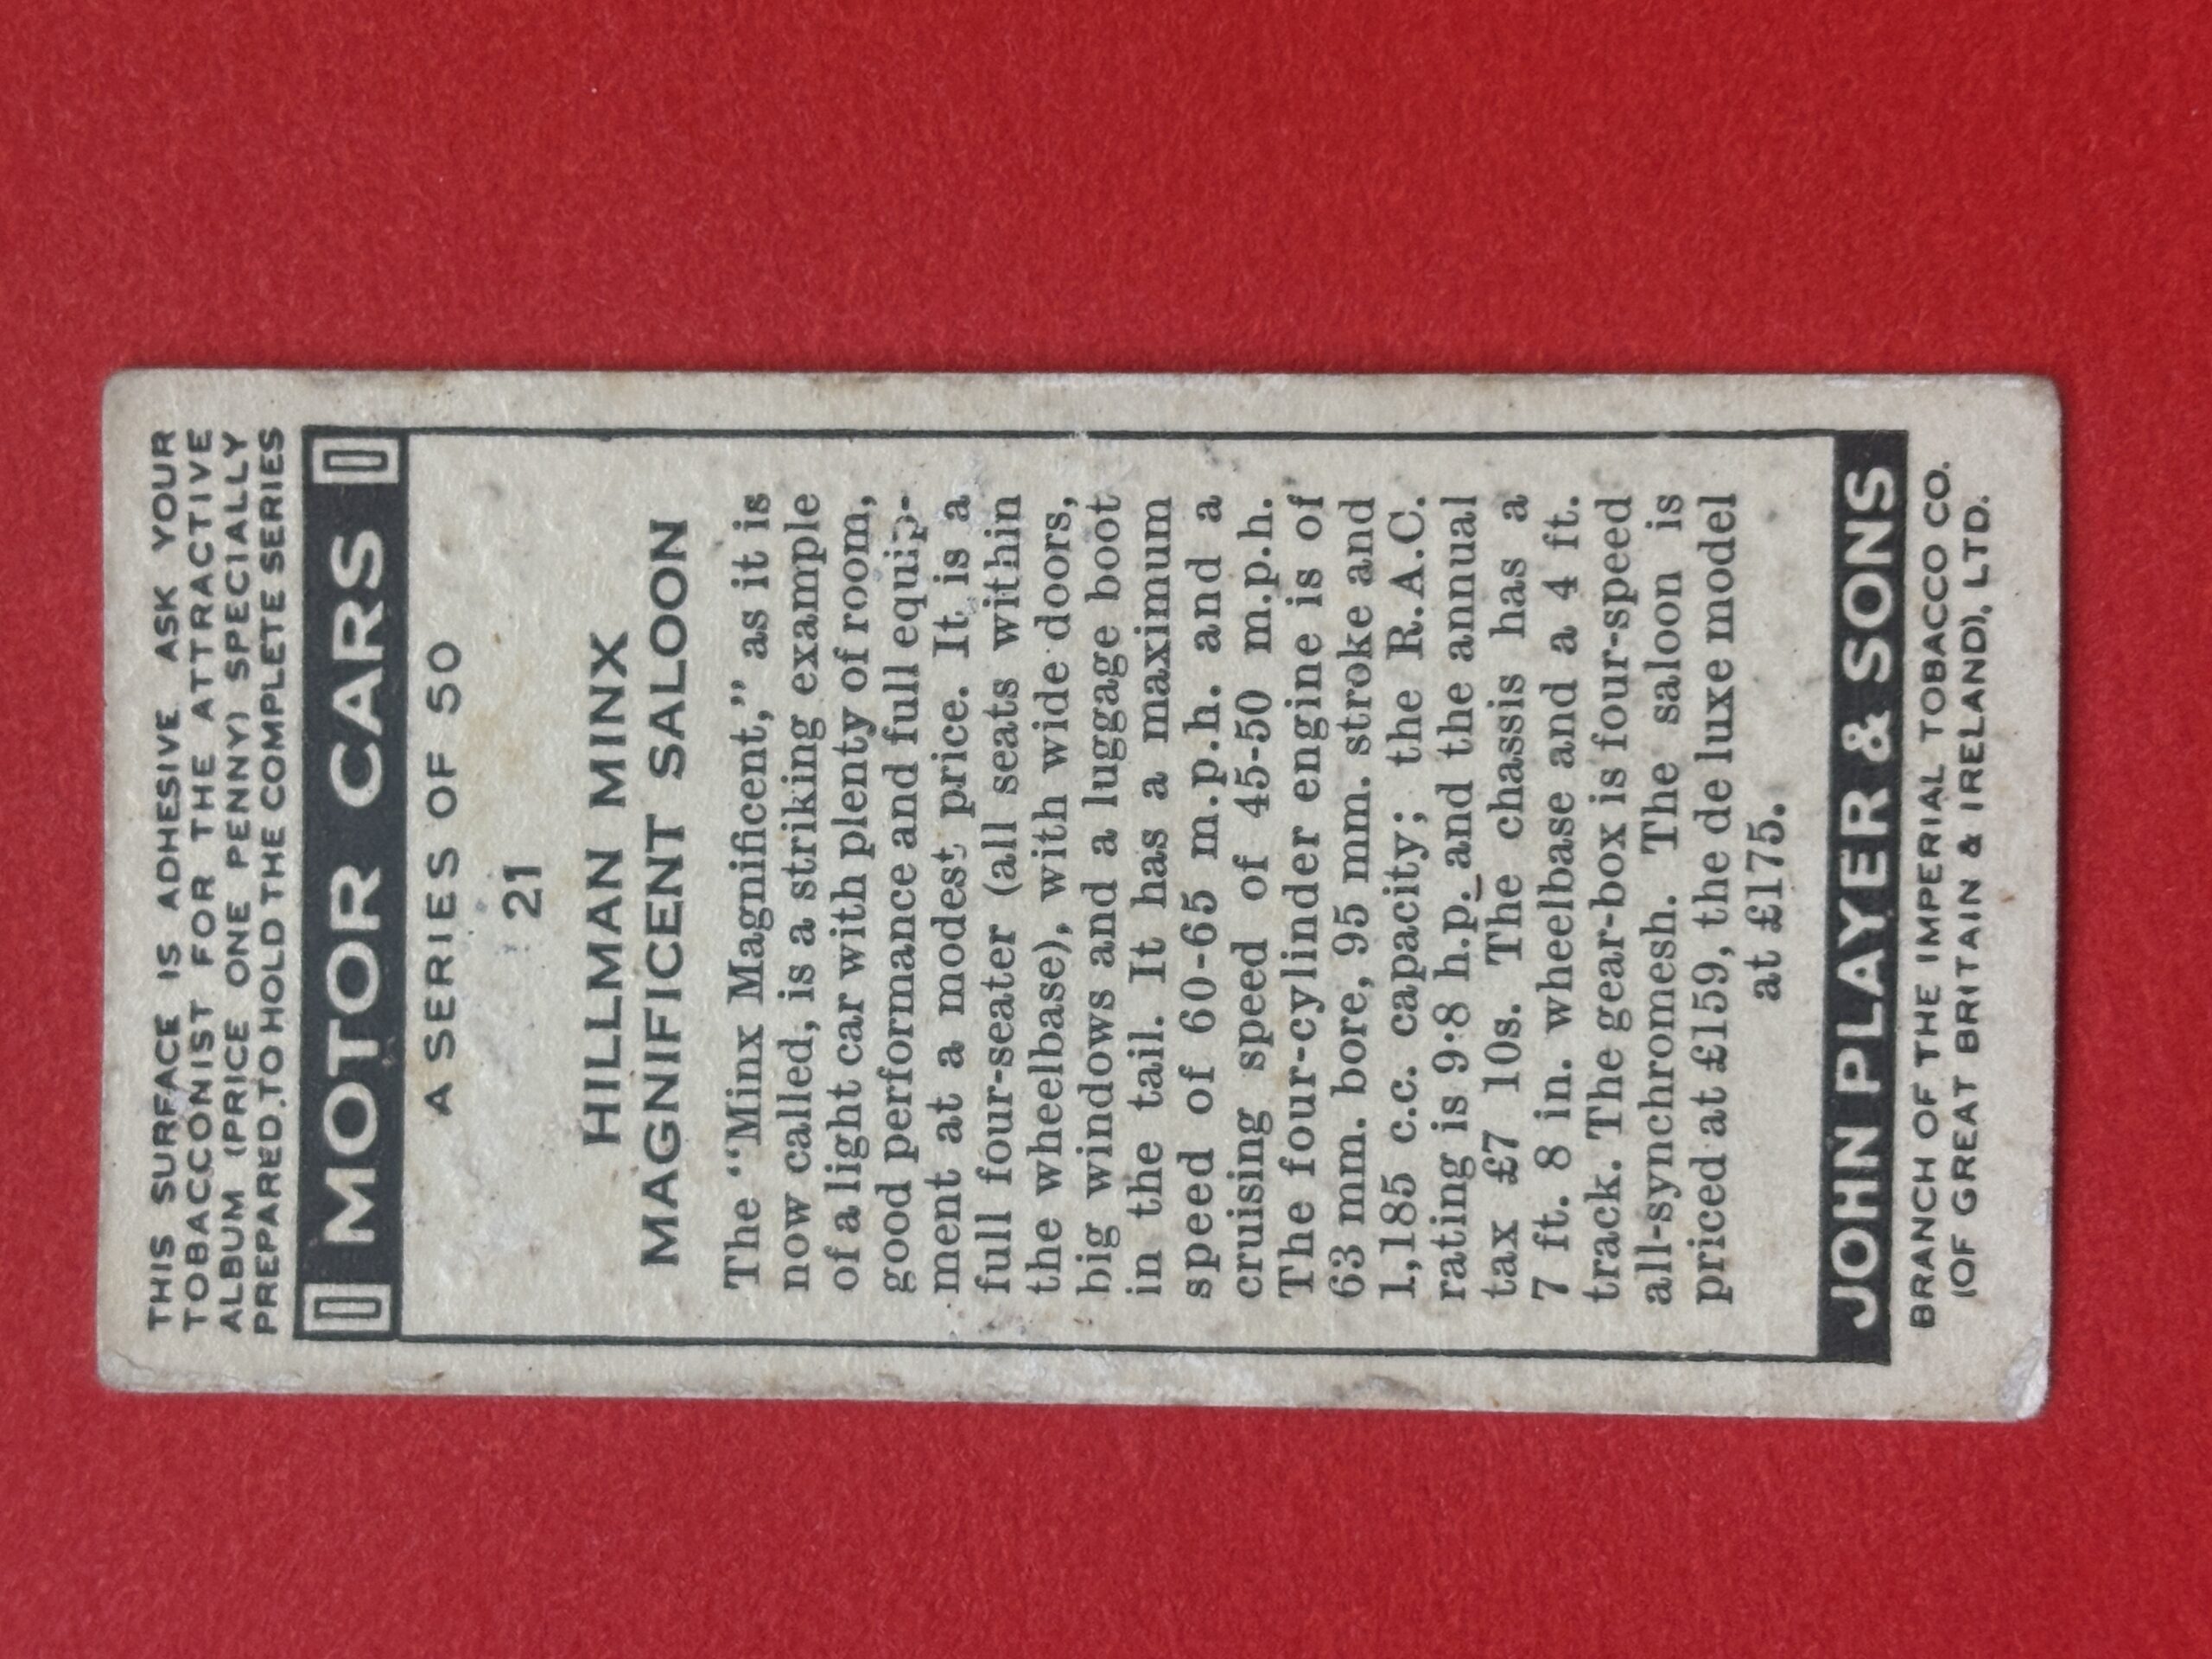 THIS SURFACE IS ADHESIVE. ASK YOUR
TOBACCONIST FOR THE ATTRACTIVE
ALBUM (PRICE ONE PENNY) SPECIALLY
PREPARED TO HOLD THE COMPLETE SERIES
MOTOR CARS
A SERIES OF 50
21
HILLMAN MINX
MAGNIFICENT SALOON
The "Minx Magnificent," as it is
now called, is a striking example
of a light car with plenty of room,
good performance and full equip-
ment at a modest price. It is a
full four-seater (all seats within
the wheelbase), with wide doors,
big windows and a luggage boot
in the tail. It has a maximum
speed of 60-65 m.p.h. and a
cruising speed of 45-50 m.p.h.
The four-cylinder engine is of
63 mm. bore, 95 mm. stroke and
1,185 c.c. capacity; the R.A.C.
rating is 9·8 h.p. and the annual
tax £7 10s. The chassis has a
7 ft. 8 in. wheelbase and a 4 ft.
track. The gear-box is four-speed
all-synchromesh. The saloon is
priced at £159, the de luxe model
at £175.
JOHN PLAYER & SONS
BRANCH OF THE IMPERIAL TOBACCO CO.
(OF GREAT BRITAIN & IRELAND), LTD.